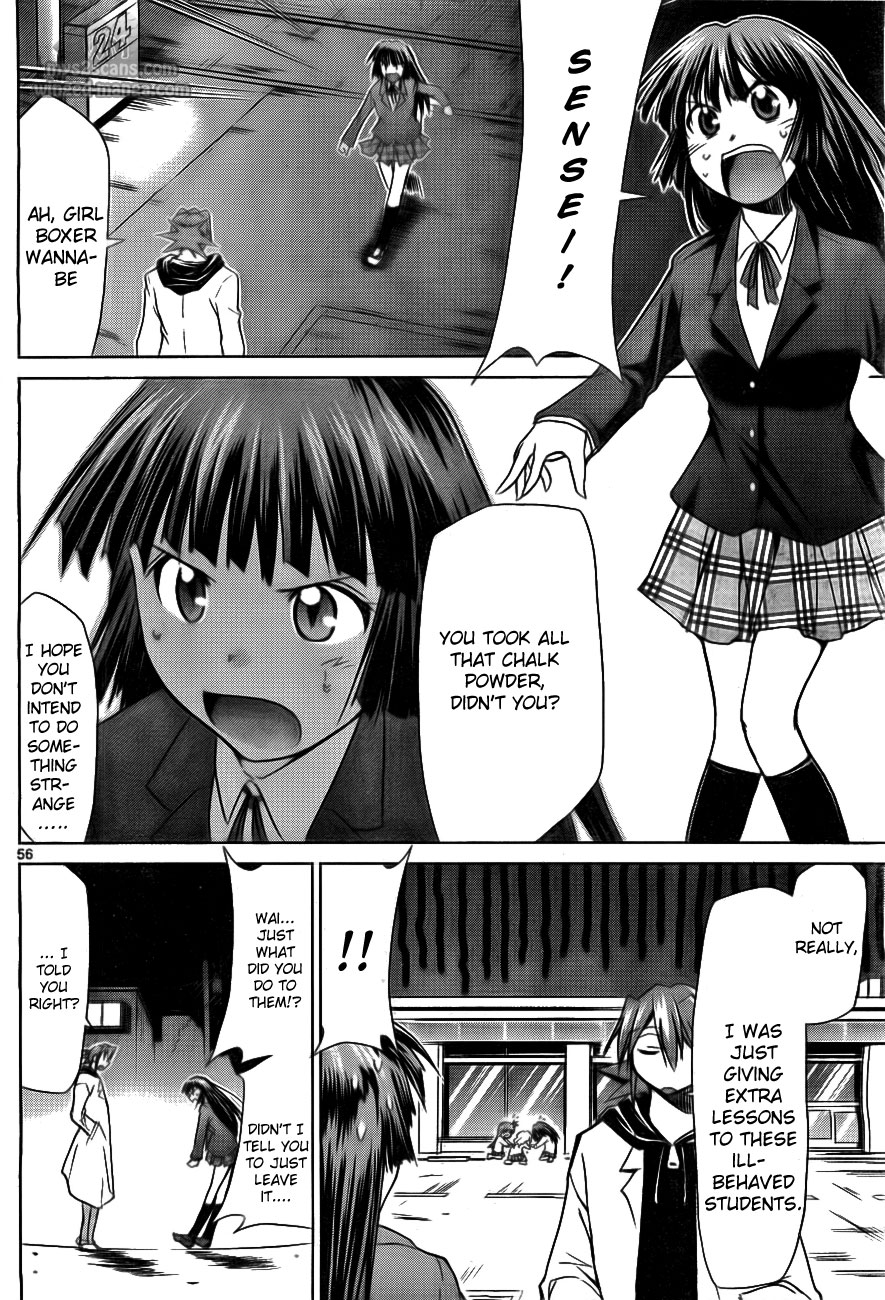 SENSEI!
AH, GIRL
BOXER
WANNA-
BE
24
YOU TOOK ALL
THAT CHALK
POWDER,
DIDN'T YOU?
I HOPE
YOU
DON'T
INTEND
TO DO
SOME-
THING
STR-
ANGE
.....
56
NOT
REALLY,
I WAS
JUST
GIVING
EXTRA
LESSONS
TO THESE
ILL-
BEHAVED
STUDENTS.
!!
WAI...
JUST
WHAT
DID YOU
DO TO
THEM!?
DIDN'T I
TELL YOU
TO JUST
LEAVE
IT....
... I
TOLD
YOU
RIGHT?